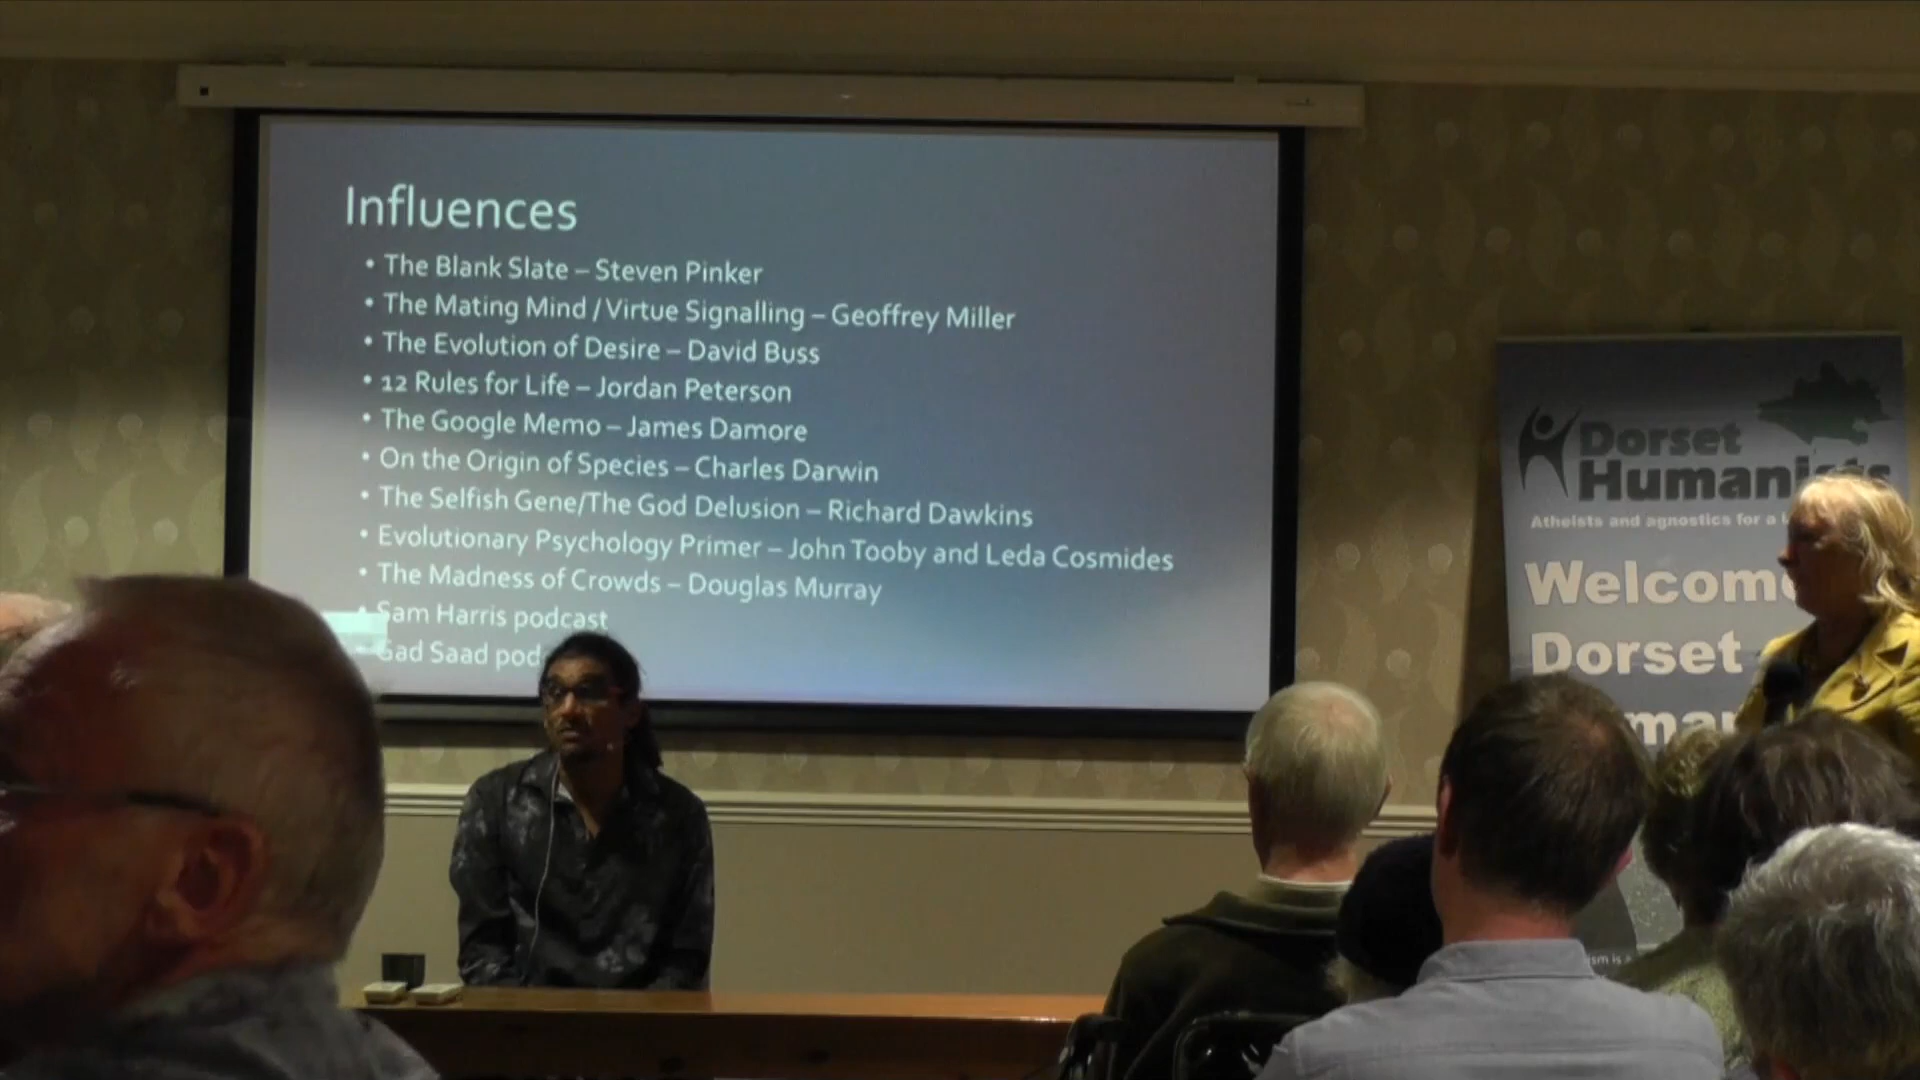 Influences
• The Blank Slate – Steven Pinker
• The Mating Mind / Virtue Signalling – Geoffrey Miller
• The Evolution of Desire – David Buss
• 12 Rules for Life – Jordan Peterson
• The Google Memo – James Damore
• On the Origin of Species – Charles Darwin
• The Selfish Gene/The God Delusion – Richard Dawkins
• Evolutionary Psychology Primer – John Tooby and Leda Cosmides
• The Madness of Crowds – Douglas Murray
• Sam Harris podcast
• Gad Saad pod
Dorset
Humanists
Atheists and agnostics for a
Welcome
Dorset